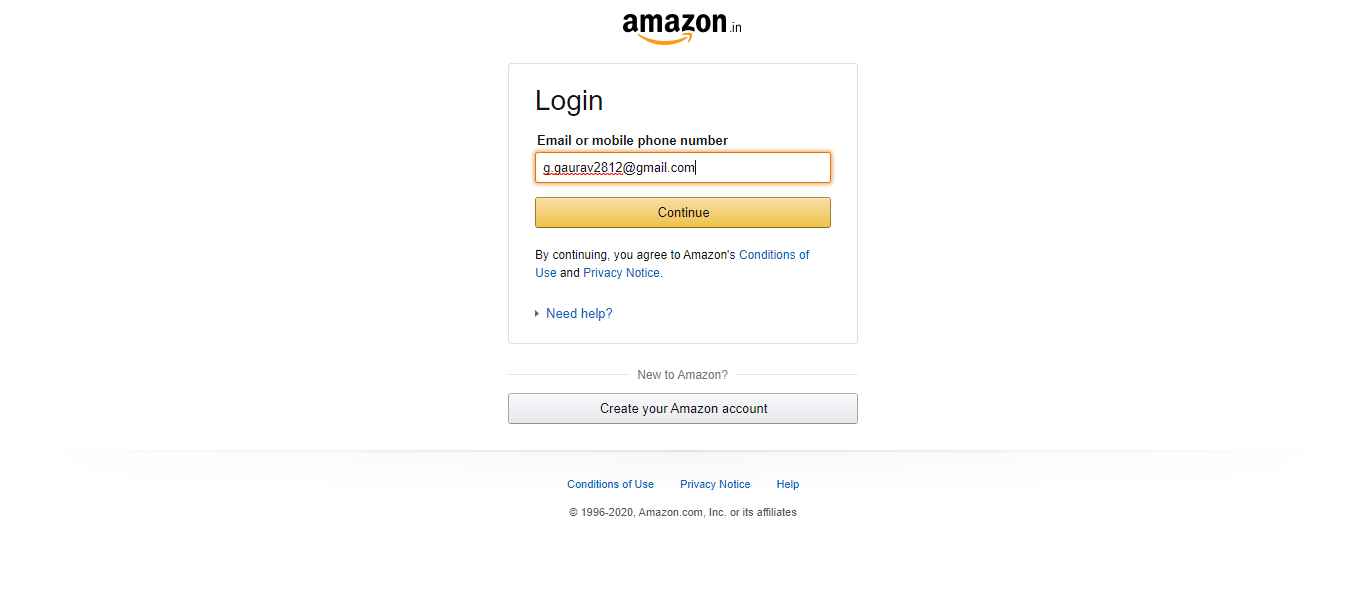 amazon.in
Login
Email or mobile phone number
g.gaurav2812@gmail.com
Continue
By continuing, you agree to Amazon's Conditions of
Use and Privacy Notice.
Need help?
New to Amazon?
Create your Amazon account
Conditions of Use Privacy Notice Help
© 1996-2020, Amazon.com, Inc. or its affiliates